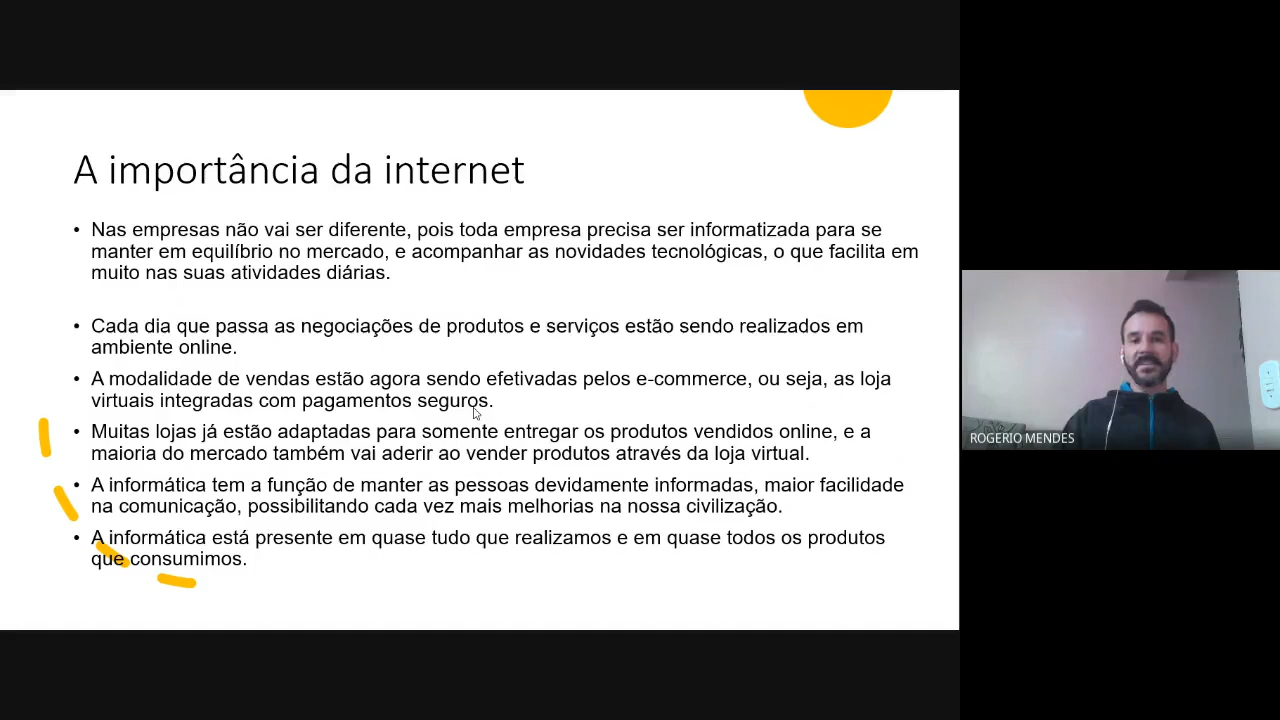 A importância da internet
• Nas empresas não vai ser diferente, pois toda empresa precisa ser informatizada para se
manter em equilíbrio no mercado, e acompanhar as novidades tecnológicas, o que facilita em
muito nas suas atividades diárias.
• Cada dia que passa as negociações de produtos e serviços estão sendo realizados em
ambiente online.
• A modalidade de vendas estão agora sendo efetivadas pelos e-commerce, ou seja, as loja
virtuais integradas com pagamentos seguros.
• Muitas lojas já estão adaptadas para somente entregar os produtos vendidos online, e a
maioria do mercado também vai aderir ao vender produtos através da loja virtual.
• A informática tem a função de manter as pessoas devidamente informadas, maior facilidade
na comunicação, possibilitando cada vez mais melhorias na nossa civilização.
• A informática está presente em quase tudo que realizamos e em quase todos os produtos
que consumimos.
ROGERIO MENDES